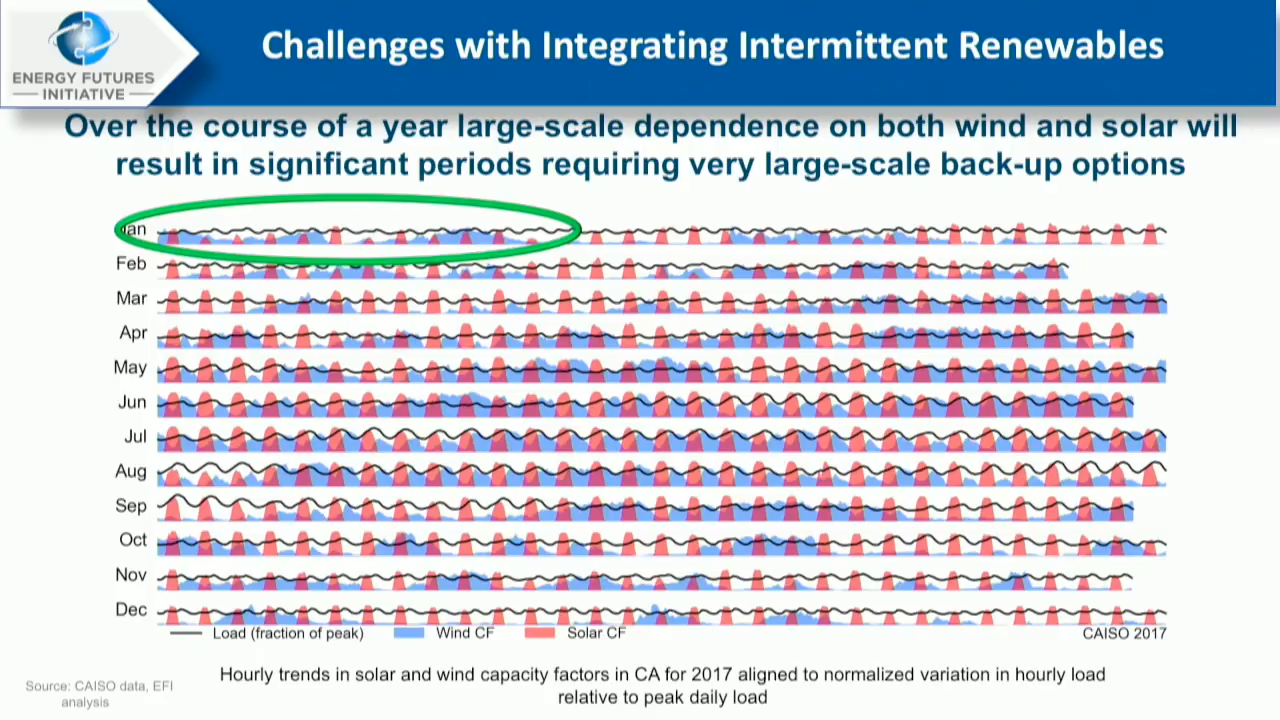 ENERGY FUTURES
INITIATIVE
Challenges with Integrating Intermittent Renewables
Over the course of a year large-scale dependence on both wind and solar will
result in significant periods requiring very large-scale back-up options
Jan
Feb
Mar
Apr
May
Jun
Jul
Aug
Sep
Oct
Nov
Dec
Load (fraction of peak) Wind CF Solar CF CAISO 2017
Hourly trends in solar and wind capacity factors in CA for 2017 aligned to normalized variation in hourly load
relative to peak daily load
Source: CAISO data, EFI
analysis